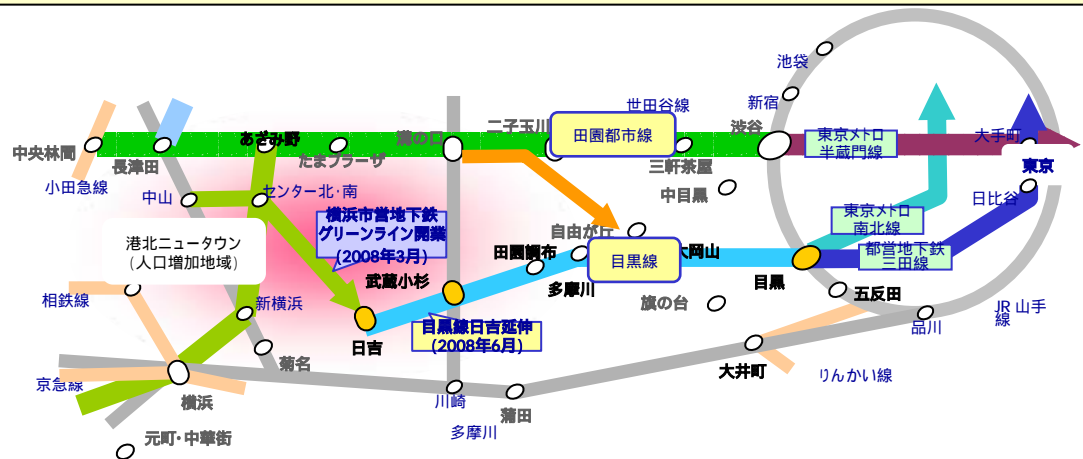 池袋
新宿
世田谷線
二子玉川
田園都市線
渋谷
東京メトロ
半蔵門線
大手町
東京
あざみ野
溝の口
中央林間
長津田
たまプラーザ
三軒茶屋
小田急線
中山
センター北・南
中目黒
日比谷
横浜市営地下鉄
グリーンライン開業
(2008年3月)
東京メトロ
南北線
港北ニュータウン
(人口増加地域)
自由が丘
田園調布
目黒線
大岡山
都営地下鉄
三田線
武蔵小杉
多摩川
目黒
五反田
相鉄線
新横浜
旗の台
JR山手
線
目黒線日吉延伸
(2008年6月)
品川
日吉
菊名
大井町
りんかい線
京急線
横浜
川崎
蒲田
多摩川
元町・中華街